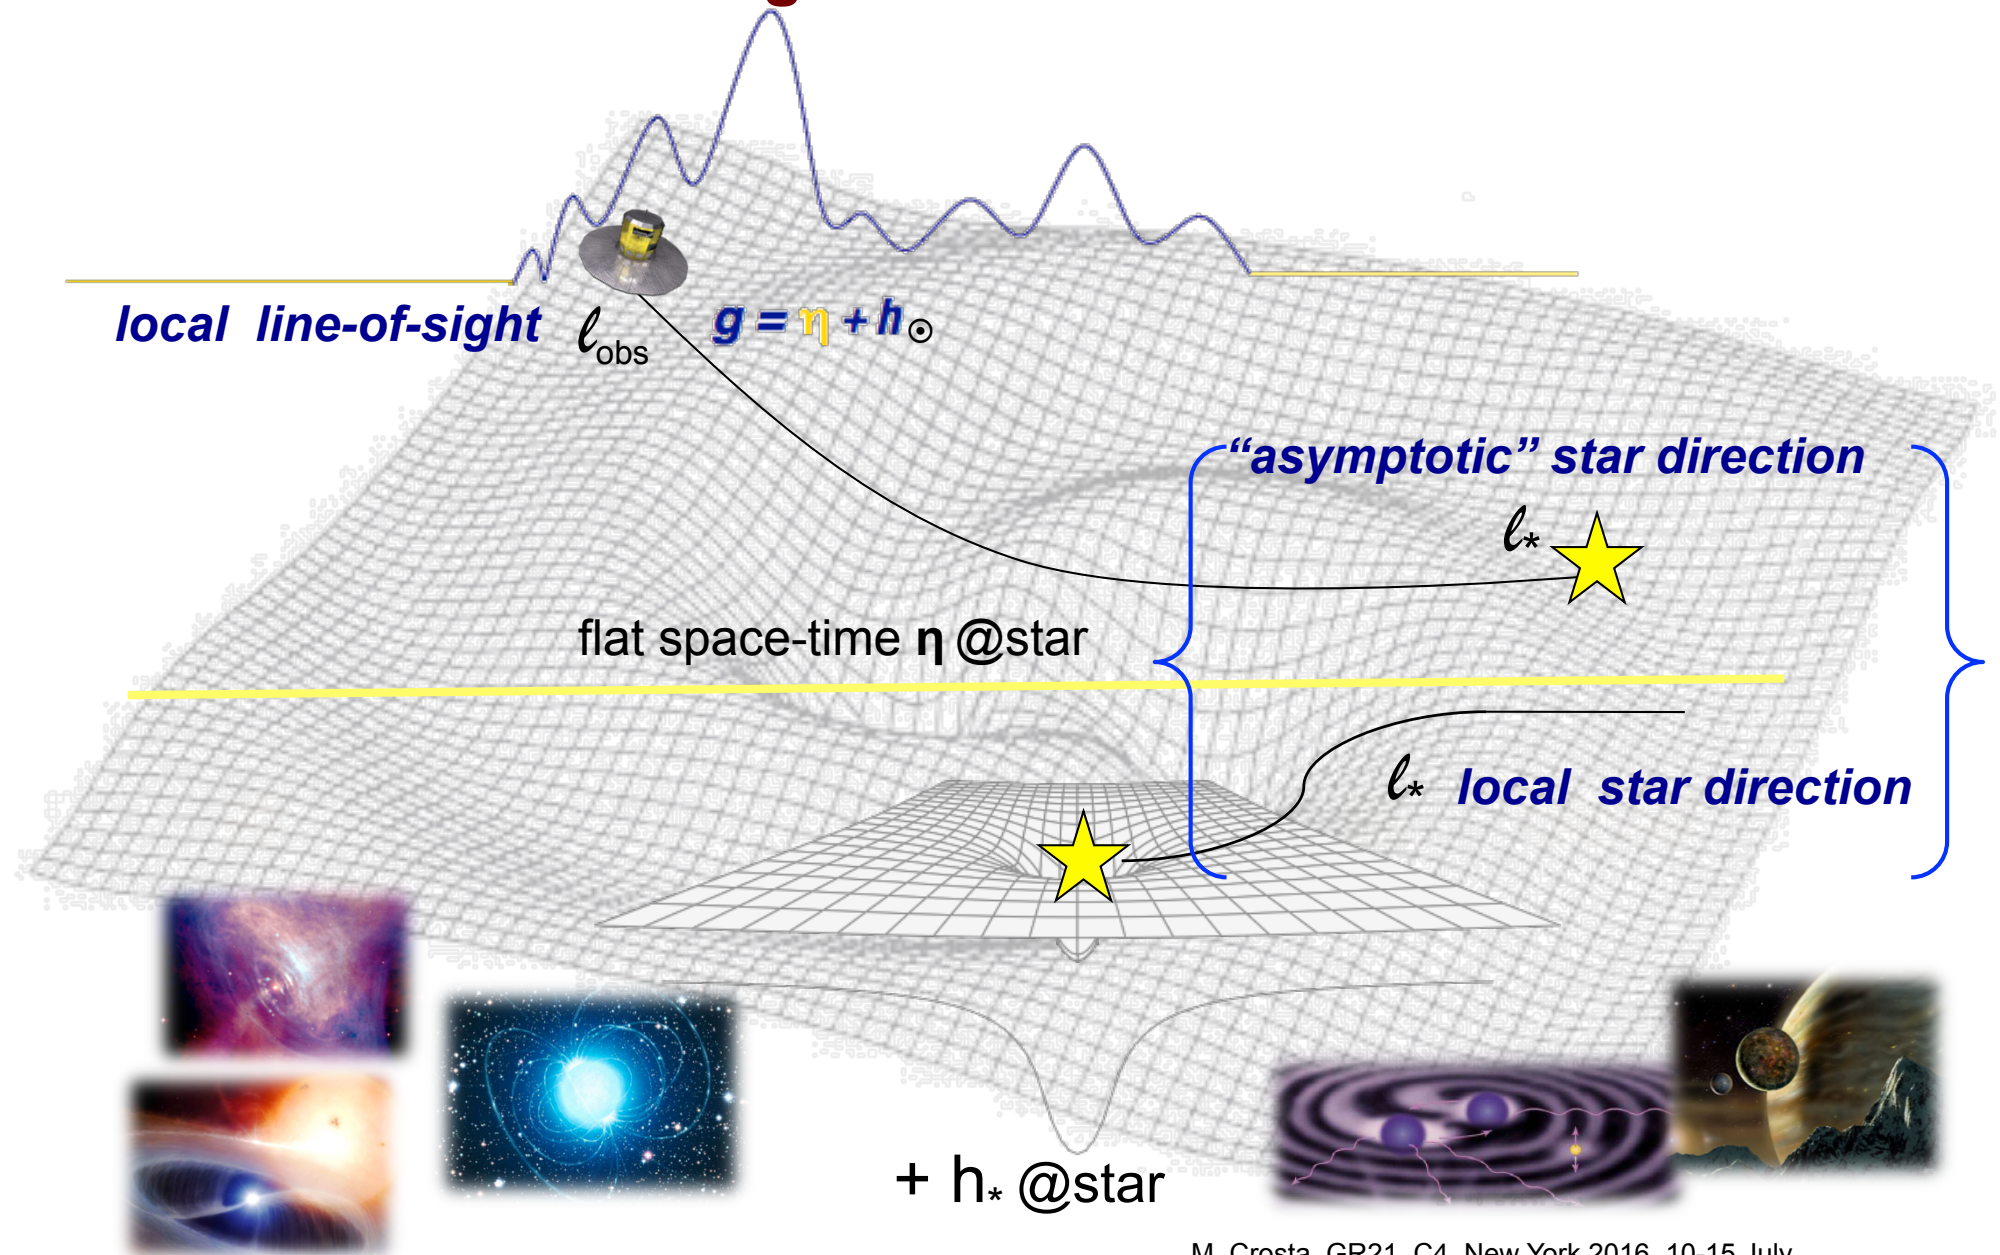 local line-of-sight
ℓobs
g = η + h⊙
“asymptotic” star direction
ℓ*
flat space-time η @star
ℓ* local star direction
+ h* @star
M. Crosta, GR21, C4, New York 2016, 10-15 July